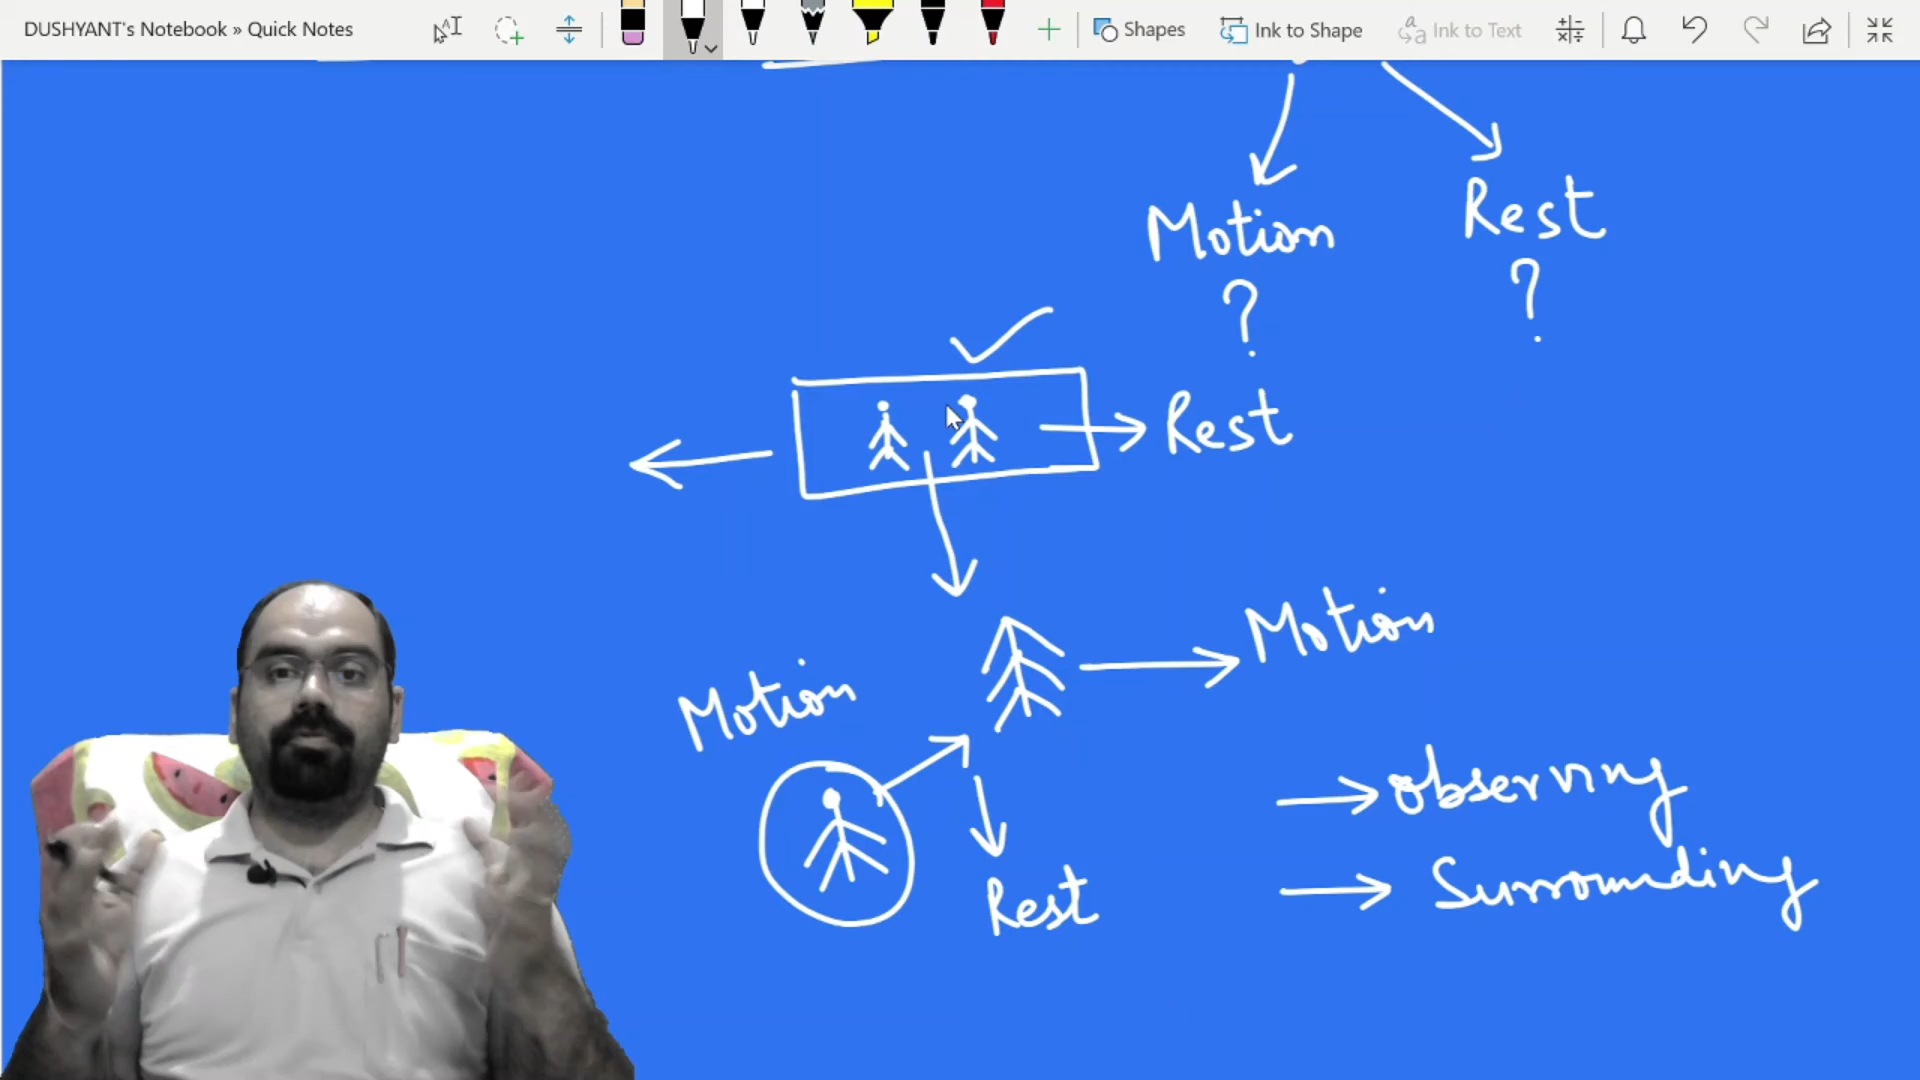 DUSHYANT's Notebook » Quick Notes
Shapes
Ink to Shape
Ink to Text
Motion
Rest
?
?
Rest
Motion
Motion
Rest
Observing
Surrounding